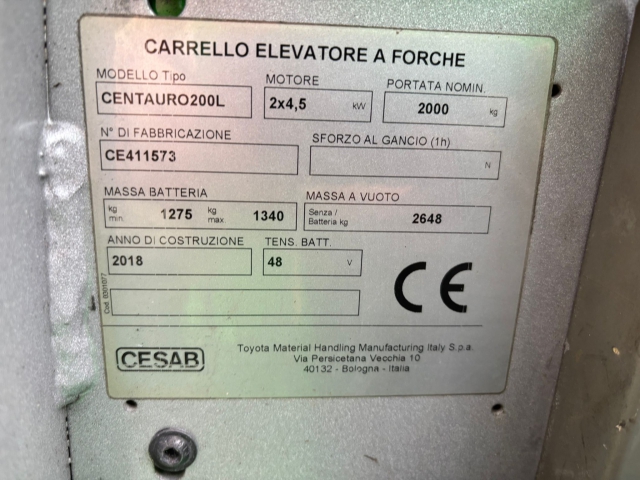 CARRELLO ELEVATORE A FORCHE
MODELLO Tipo MOTORE PORTATA NOMIN.
CENTAURO200L 2x4,5 kW 2000 kg
N° DI FABBRICAZIONE SFORZO AL GANCIO (1h)
CE411573 N
MASSA BATTERIA MASSA A VUOTO
kg min. 1275 kg max 1340 Senza / Batteria kg 2648
ANNO DI COSTRUZIONE TENS. BATT.
2018 48 V
CE
Cod. 0301077
CESAB
Toyota Material Handling Manufacturing Italy S.p.a.
Via Persicetana Vecchia 10
40132 - Bologna - Italia